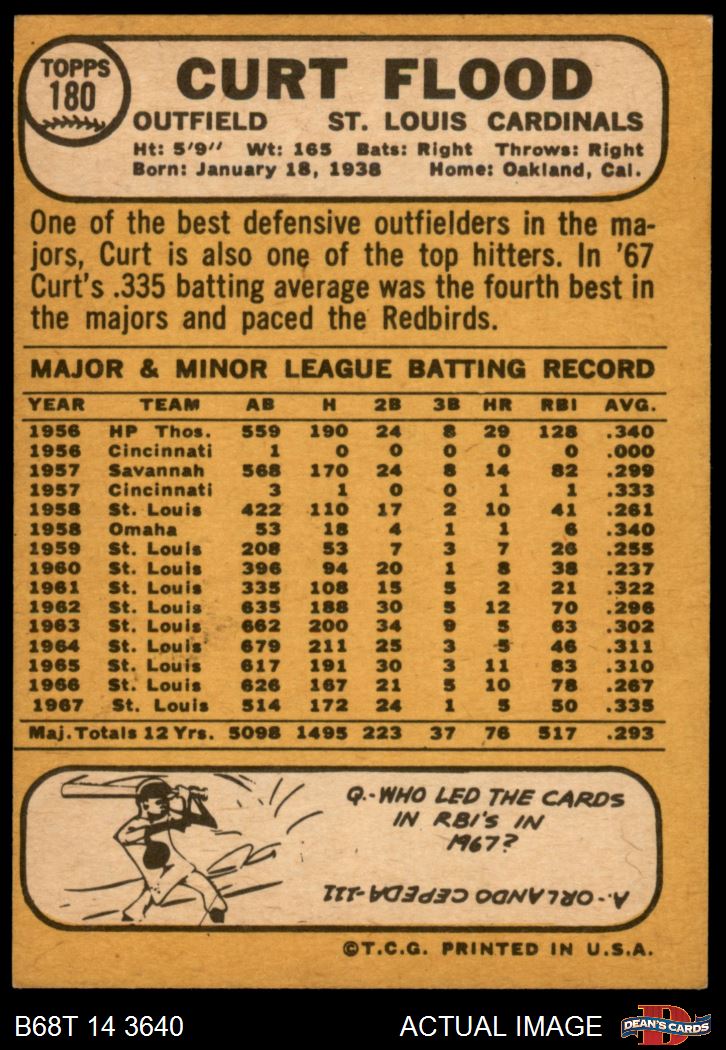 TOPPS
180
CURT FLOOD
OUTFIELD ST. LOUIS CARDINALS
Ht: 5'9" Wt: 165 Bats: Right Throws: Right
Born: January 18, 1938 Home: Oakland, Cal.
One of the best defensive outfielders in the ma-
jors, Curt is also one of the top hitters. In '67
Curt's .335 batting average was the fourth best in
the majors and paced the Redbirds.
MAJOR & MINOR LEAGUE BATTING RECORD
YEAR TEAM AB H 2B 3B HR RBI AVG.
1956 HP Thos. 559 190 24 8 29 128 .340
1956 Cincinnati 1 0 0 0 0 0 .000
1957 Savannah 568 170 24 8 14 82 .299
1957 Cincinnati 3 1 0 0 1 1 .333
1958 St. Louis 422 110 17 2 10 41 .261
1958 Omaha 53 18 4 1 1 6 .340
1959 St. Louis 208 53 7 3 7 26 .255
1960 St. Louis 396 94 20 1 8 38 .237
1961 St. Louis 335 108 15 5 2 21 .322
1962 St. Louis 635 188 30 5 12 70 .296
1963 St. Louis 662 200 34 9 5 63 .302
1964 St. Louis 679 211 25 3 5 46 .311
1965 St. Louis 617 191 30 3 11 83 .310
1966 St. Louis 626 167 21 5 10 78 .267
1967 St. Louis 514 172 24 1 5 50 .335
Maj. Totals 12 Yrs. 5098 1495 223 37 76 517 .293
Q.-WHO LED THE CARDS
IN RBI'S IN
1967?
A.-ORLANDO CEPEDA-111
©T.C.G. PRINTED IN U.S.A.
B68T 14 3640 ACTUAL IMAGE
D
DEAN'S CARDS